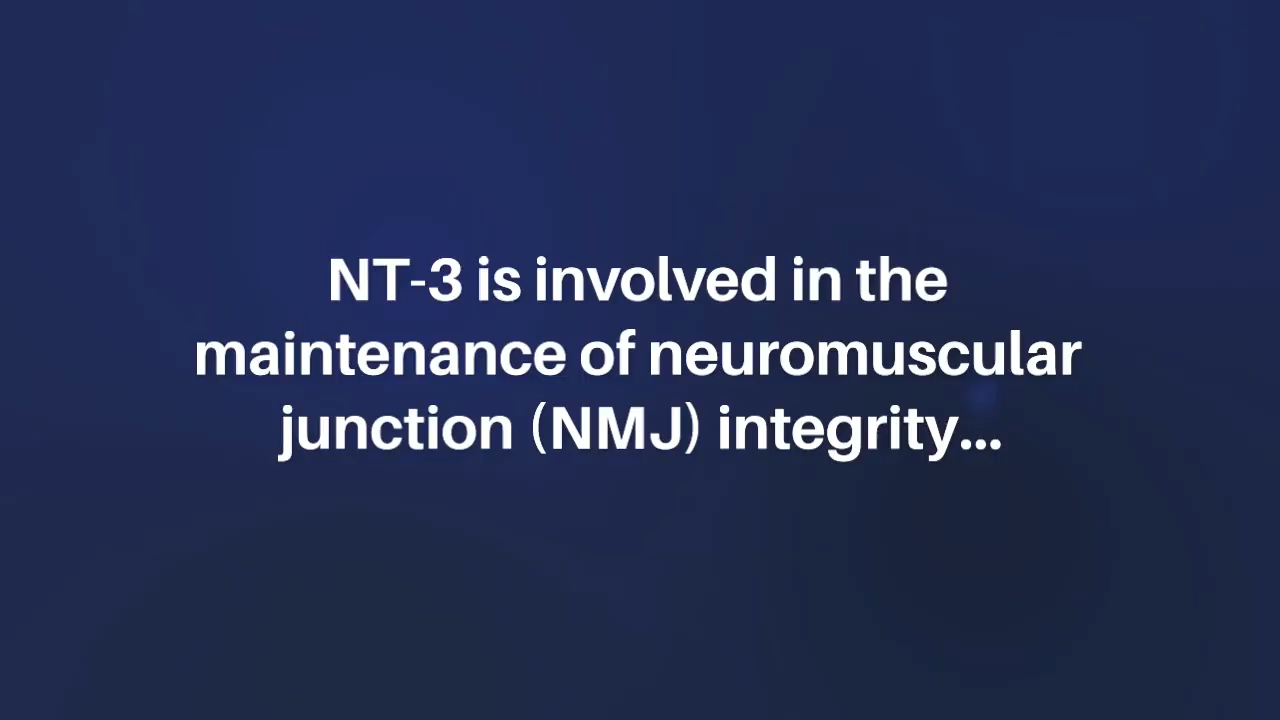 NT-3 is involved in the
maintenance of neuromuscular
junction (NMJ) integrity...